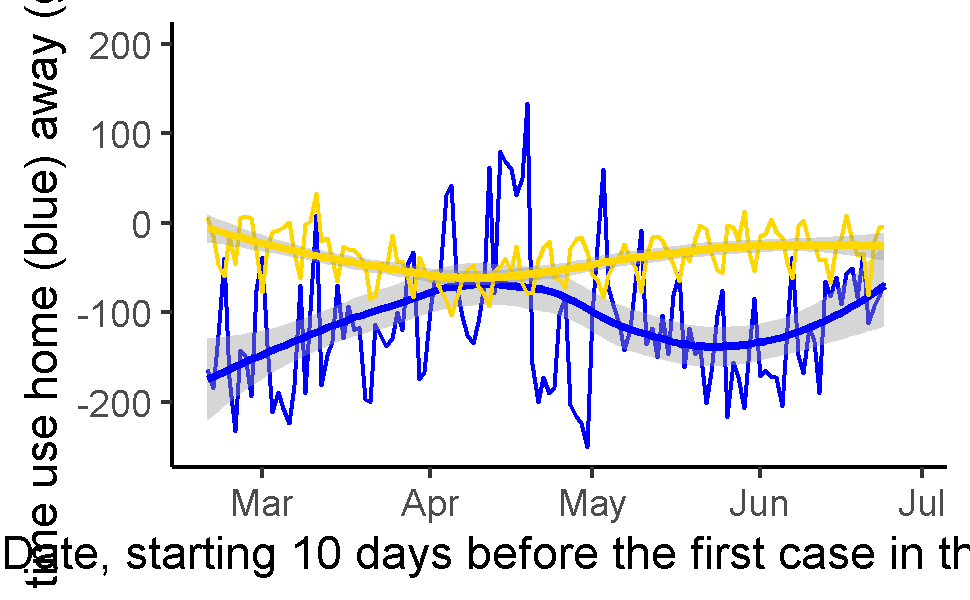 time use home (blue) away (
200
100
0
-100
-200
Mar Apr May Jun Jul
Date, starting 10 days before the first case in th